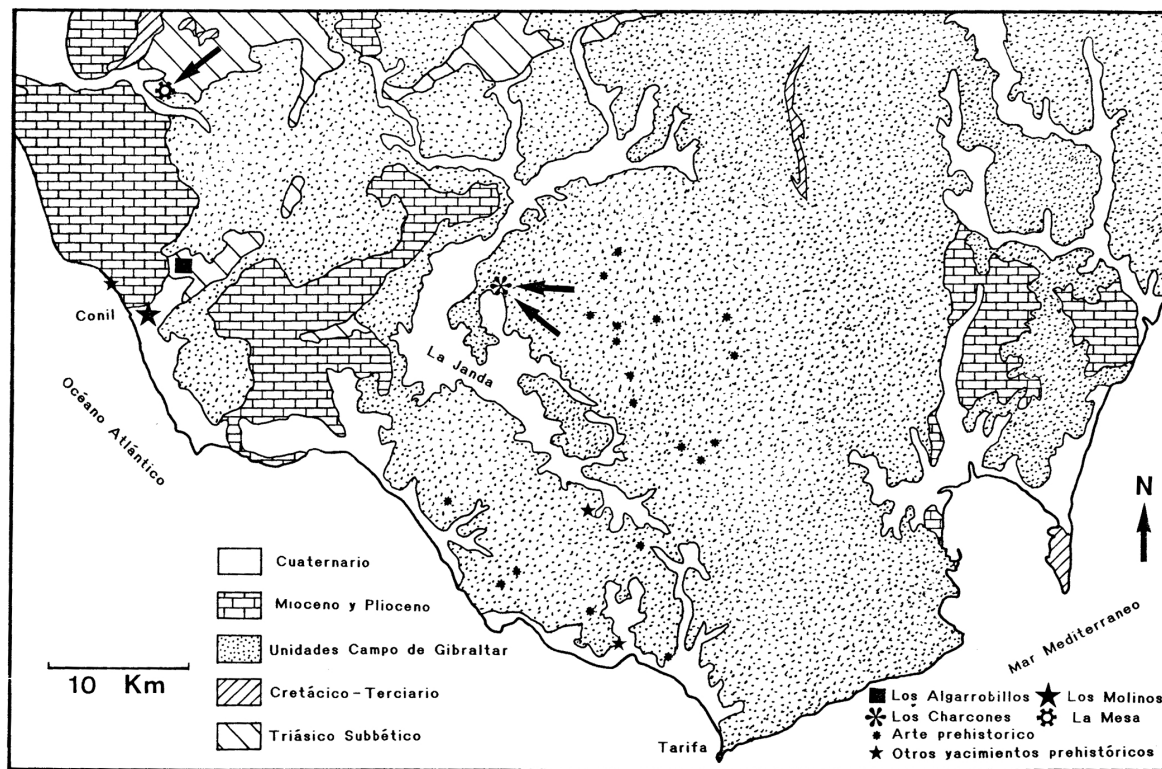 Conil
La Janda
Océano Atlántico
N
Cuaternario
Mioceno y Plioceno
Unidades Campo de Gibraltar
Cretácico-Terciario
Triásico Subbético
10 Km
Mar Mediterraneo
Tarifa
Los Algarrobillos
Los Molinos
Los Charcones
La Mesa
Arte prehistorico
Otros yacimientos prehistóricos